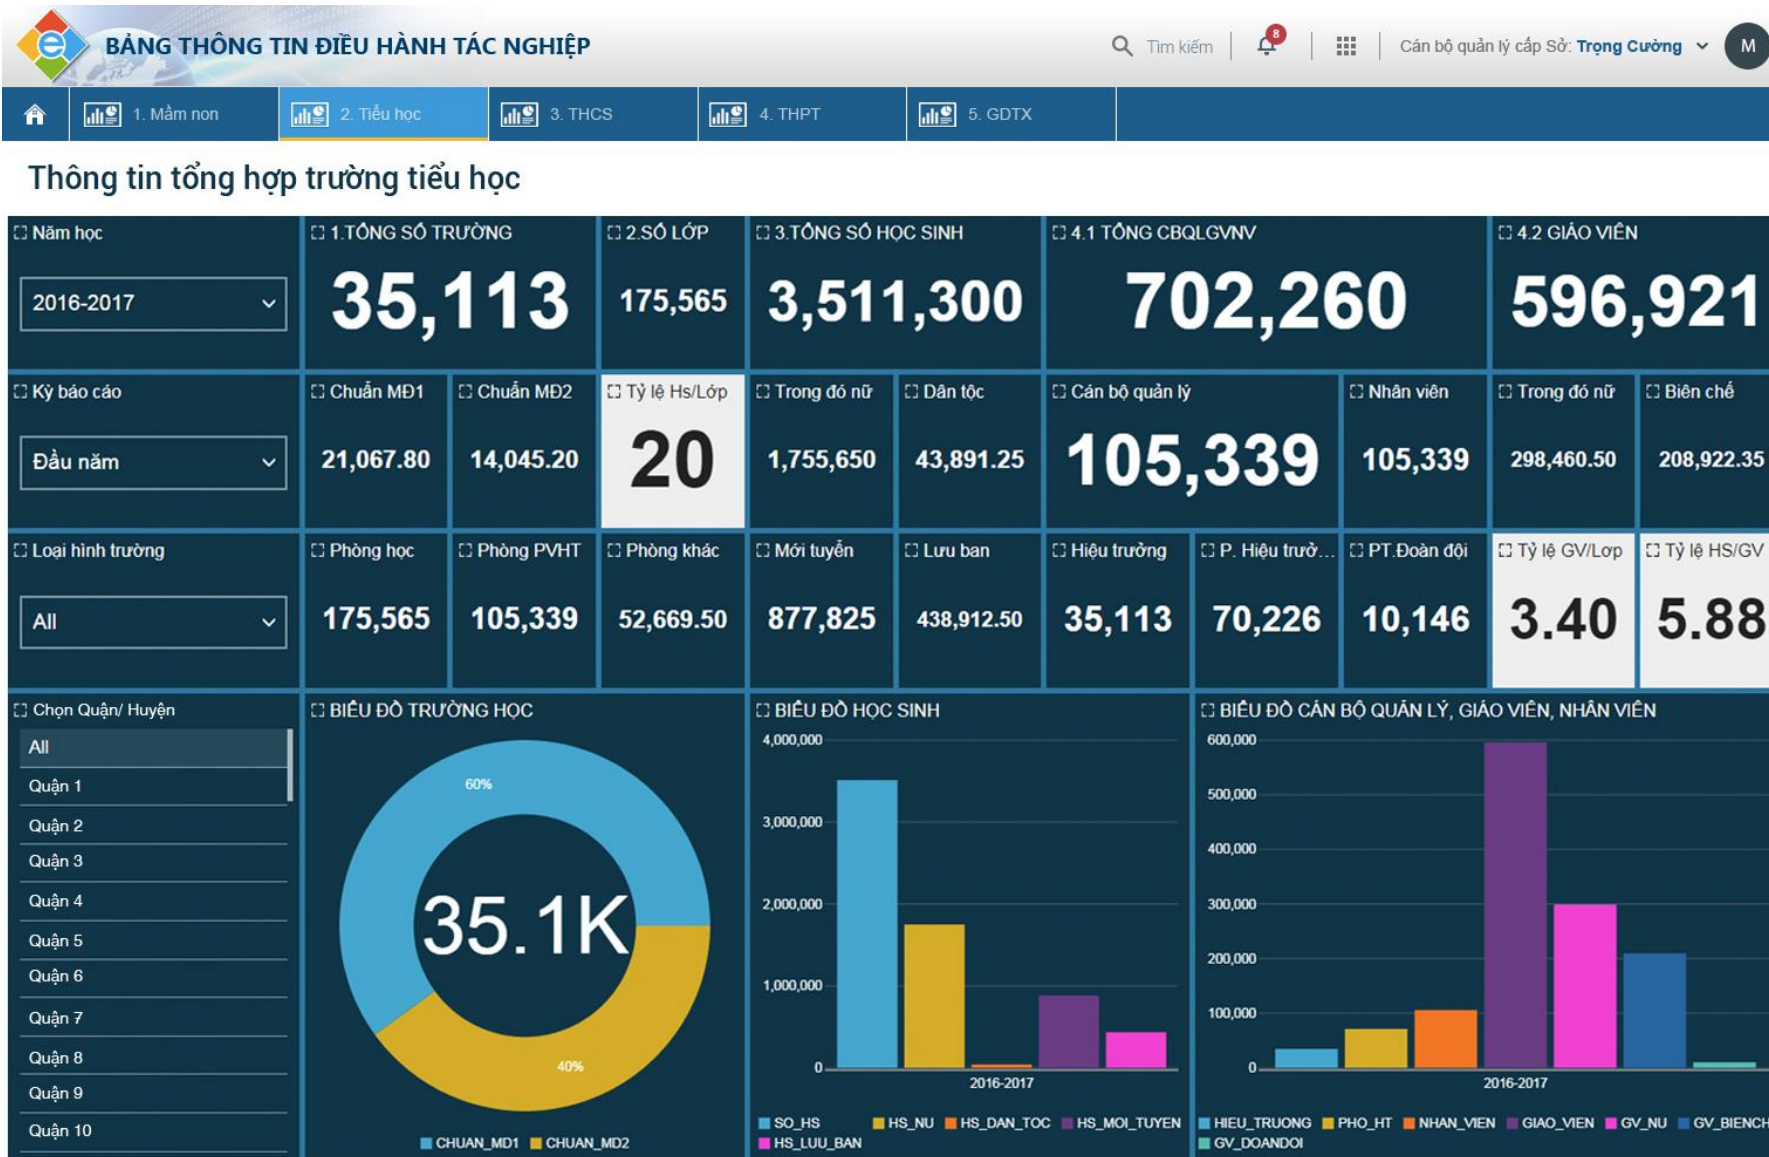 BẢNG THÔNG TIN ĐIỀU HÀNH TÁC NGHIỆP
Tìm kiếm
8
Cán bộ quản lý cấp Sở: Trọng Cường
M
1. Mầm non
2. Tiểu học
3. THCS
4. THPT
5. GDTX
Thông tin tổng hợp trường tiểu học
Năm học
1.TỔNG SỐ TRƯỜNG
2.SỐ LỚP
3.TỔNG SỐ HỌC SINH
4.1 TỔNG CBQLGVNV
4.2 GIÁO VIÊN
2016-2017
35,113
175,565
3,511,300
702,260
596,921
Kỳ báo cáo
Chuẩn MĐ1
Chuẩn MĐ2
Tỷ lệ Hs/Lớp
Trong đó nữ
Dân tộc
Cán bộ quản lý
Nhân viên
Trong đó nữ
Biên chế
Đầu năm
21,067.80
14,045.20
20
1,755,650
43,891.25
105,339
105,339
298,460.50
208,922.35
Loại hình trường
Phòng học
Phòng PVHT
Phòng khác
Mới tuyển
Lưu ban
Hiệu trưởng
P. Hiệu trưở...
PT.Đoàn đội
Tỷ lệ GV/Lơp
Tỷ lệ HS/GV
All
175,565
105,339
52,669.50
877,825
438,912.50
35,113
70,226
10,146
3.40
5.88
Chọn Quận/ Huyện
All
Quận 1
Quận 2
Quận 3
Quận 4
Quận 5
Quận 6
Quận 7
Quận 8
Quận 9
Quận 10
BIỂU ĐỒ TRƯỜNG HỌC
60%
35.1K
40%
CHUAN_MD1 CHUAN_MD2
BIỂU ĐỒ HỌC SINH
4,000,000
3,000,000
2,000,000
1,000,000
0
2016-2017
SO_HS HS_NU HS_DAN_TOC HS_MOI_TUYEN
HS_LUU_BAN
BIỂU ĐỒ CÁN BỘ QUẢN LÝ, GIÁO VIÊN, NHÂN VIÊN
600,000
500,000
400,000
300,000
200,000
100,000
0
2016-2017
HIEU_TRUONG PHO_HT NHAN_VIEN GIAO_VIEN GV_NU GV_BIENCH
GV_DOANDOI